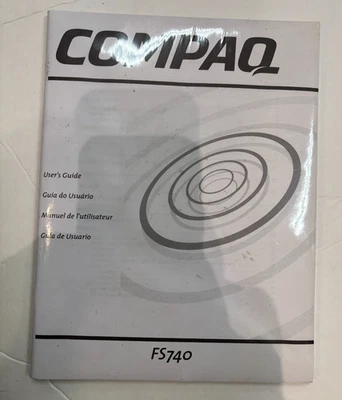 COMPAQ
User's Guide
Guia do Usuário
Manuel de l'utilisateur
Guía de Usuario
FS740